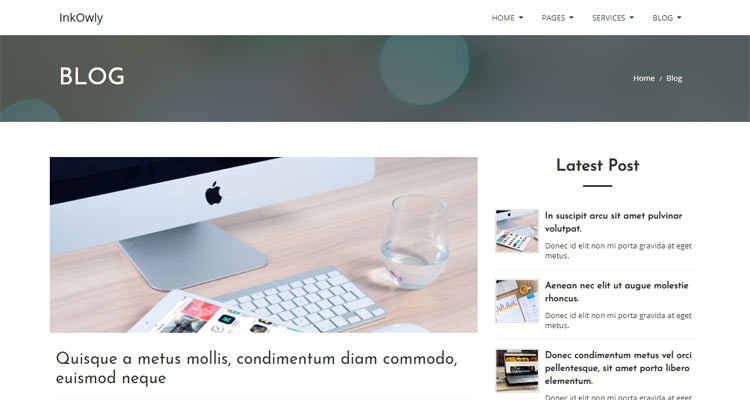 InkOwly
HOME
PAGES
SERVICES
BLOG
BLOG
Home / Blog
Quisque a metus mollis, condimentum diam commodo,
euismod neque
Latest Post
In suscipit arcu sit amet pulvinar
volutpat.
Donec id elit non mi porta gravida at eget
metus.
Aenean nec elit ut augue molestie
rhoncus.
Donec id elit non mi porta gravida at eget
metus.
Donec condimentum metus vel orci
pellentesque, sit amet porta libero
elementum.
Donec id elit non mi porta gravida at eget